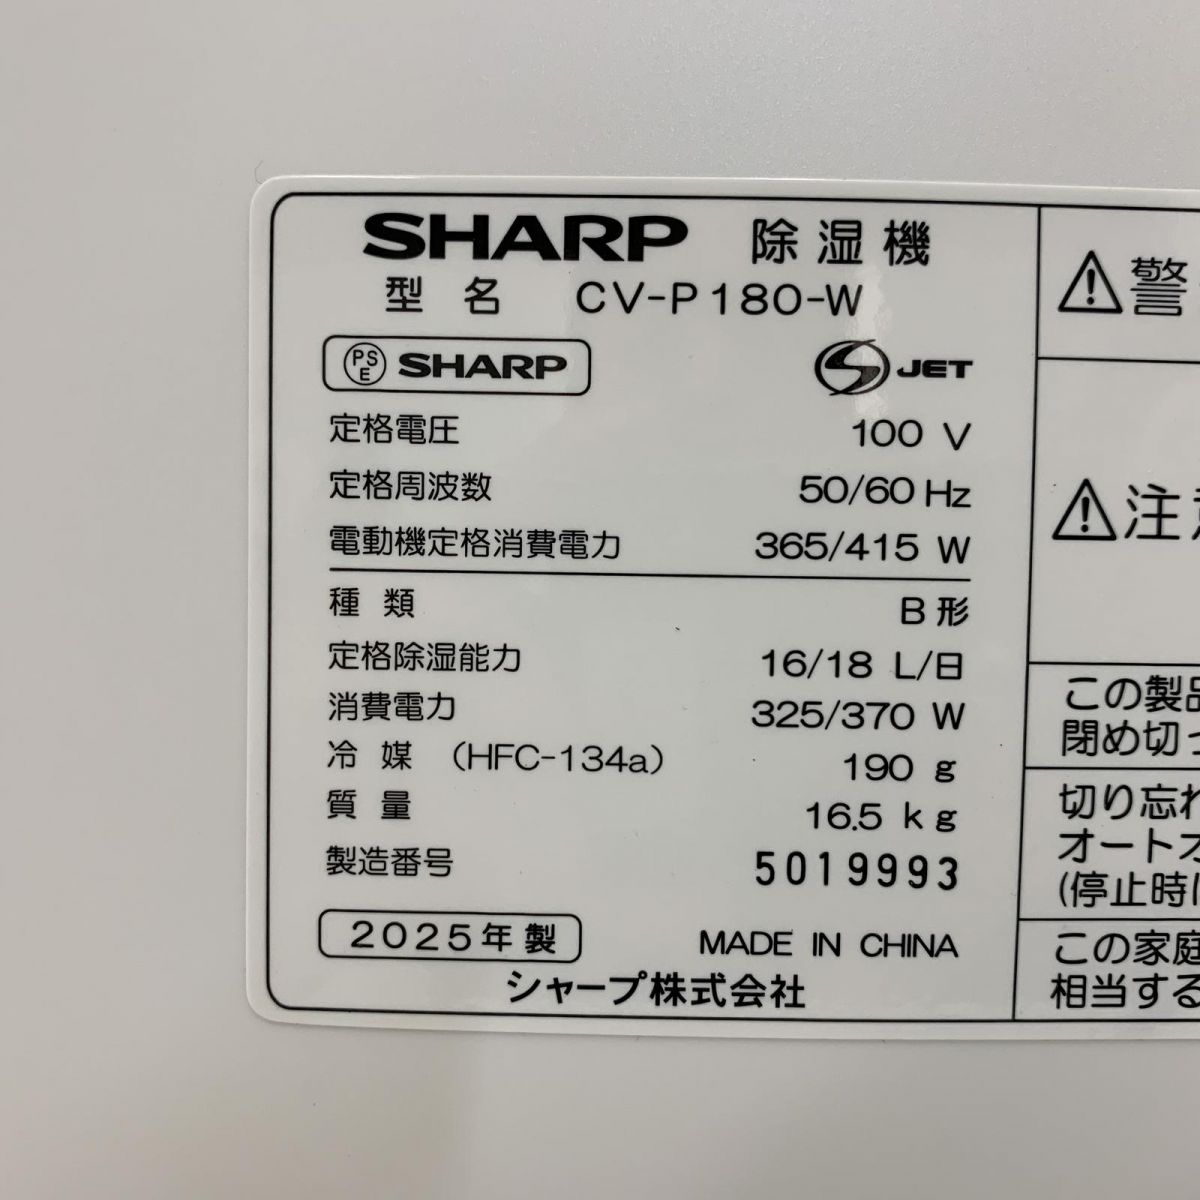 SHARP 除湿機
型名 CV-P180-W
PSE SHARP
S JET
定格電圧 100 V
定格周波数 50/60 Hz
電動機定格消費電力 365/415 W
種類 B形
定格除湿能力 16/18 L/日
消費電力 325/370 W
冷媒 (HFC-134a) 190 g
質量 16.5 kg
製造番号 5019993
2025年製 MADE IN CHINA
シャープ株式会社
警
注意
この製品
閉め切っ
切り忘れ
オートオ
(停止時に
この家庭
相当する